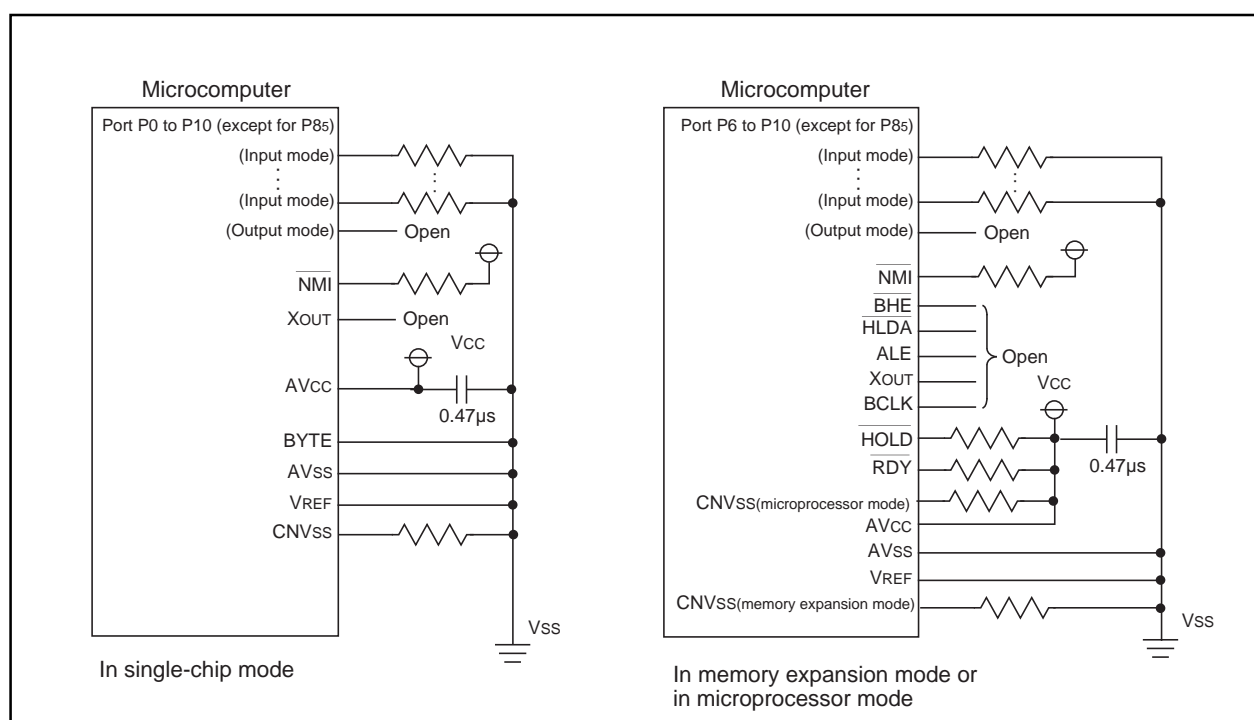 Microcomputer
Port P0 to P10 (except for P85)
(Input mode)
(Input mode)
(Output mode)
Open
NMI
XOUT
Open
VCC
AVCC
0.47µs
BYTE
AVSS
VREF
CNVSS
VSS
In single-chip mode
Microcomputer
Port P6 to P10 (except for P85)
(Input mode)
(Input mode)
(Output mode)
Open
NMI
BHE
HLDA
ALE
Open
XOUT
VCC
BCLK
HOLD
0.47µs
RDY
CNVSS(microprocessor mode)
AVCC
AVSS
VREF
CNVSS(memory expansion mode)
VSS
In memory expansion mode or
in microprocessor mode